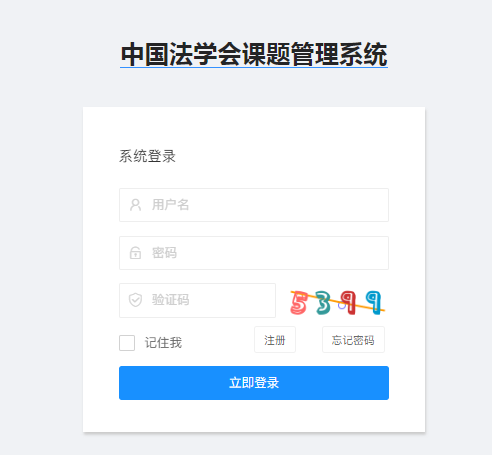 中国法学会课题管理系统
系统登录
用户名
密码
验证码 5399
记住我 注册 忘记密码
立即登录